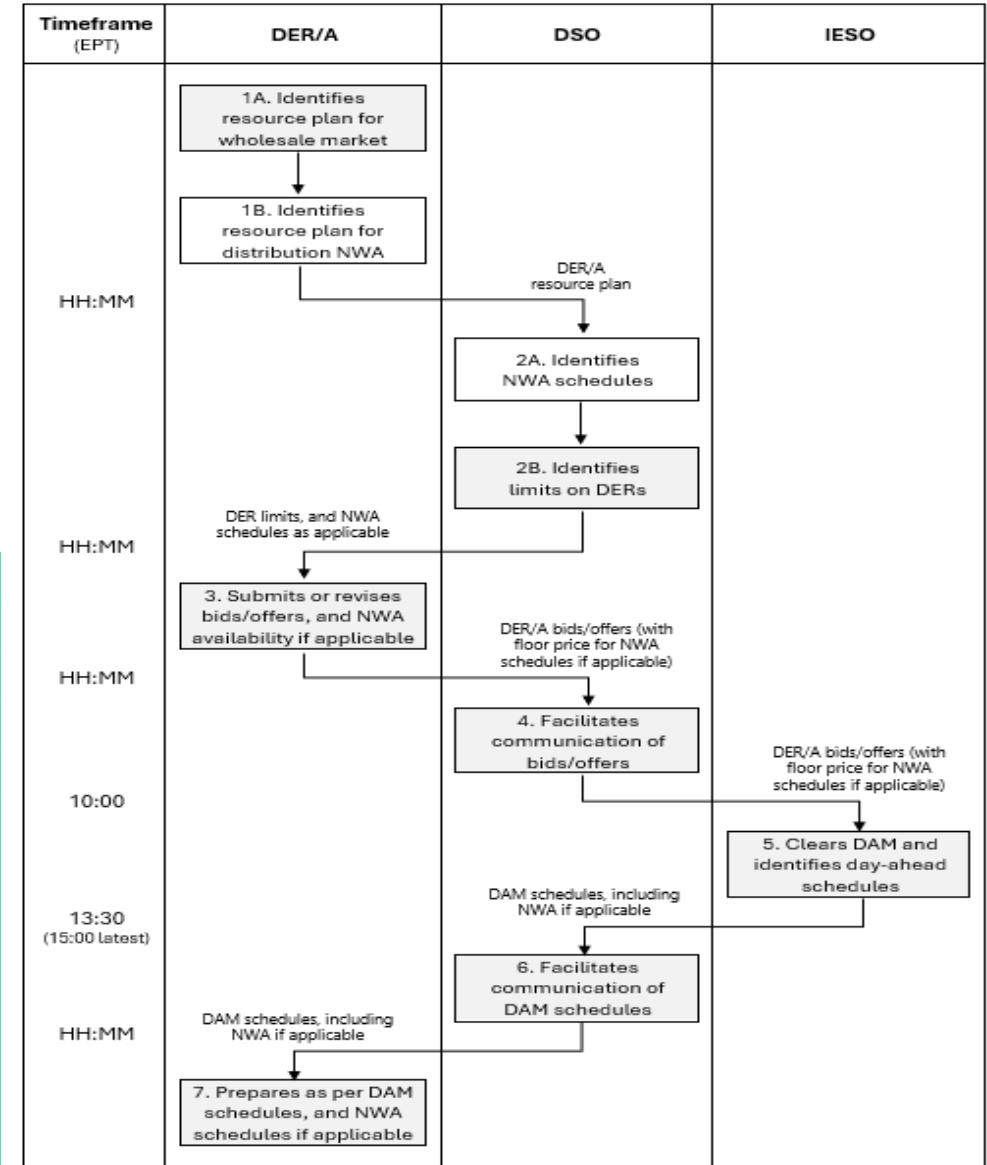 Timeframe
(EPT)
DER/A
DSO
IESO
1A. Identifies
resource plan for
wholesale market
1B. Identifies
resource plan for
distribution NWA
DER/A
resource plan
HH:MM
2A. Identifies
NWA schedules
2B. Identifies
limits on DERs
DER limits, and NWA
schedules as applicable
HH:MM
3. Submits or revises
bids/offers, and NWA
availability if applicable
DER/A bids/offers (with
floor price for NWA
schedules if applicable)
HH:MM
4. Facilitates
communication of
bids/offers
DER/A bids/offers (with
floor price for NWA
schedules if applicable)
10:00
5. Clears DAM and
identifies day-ahead
schedules
DAM schedules, including
NWA if applicable
13:30
(15:00 latest)
6. Facilitates
communication of
DAM schedules
DAM schedules, including
NWA if applicable
HH:MM
7. Prepares as per DAM
schedules, and NWA
schedules if applicable